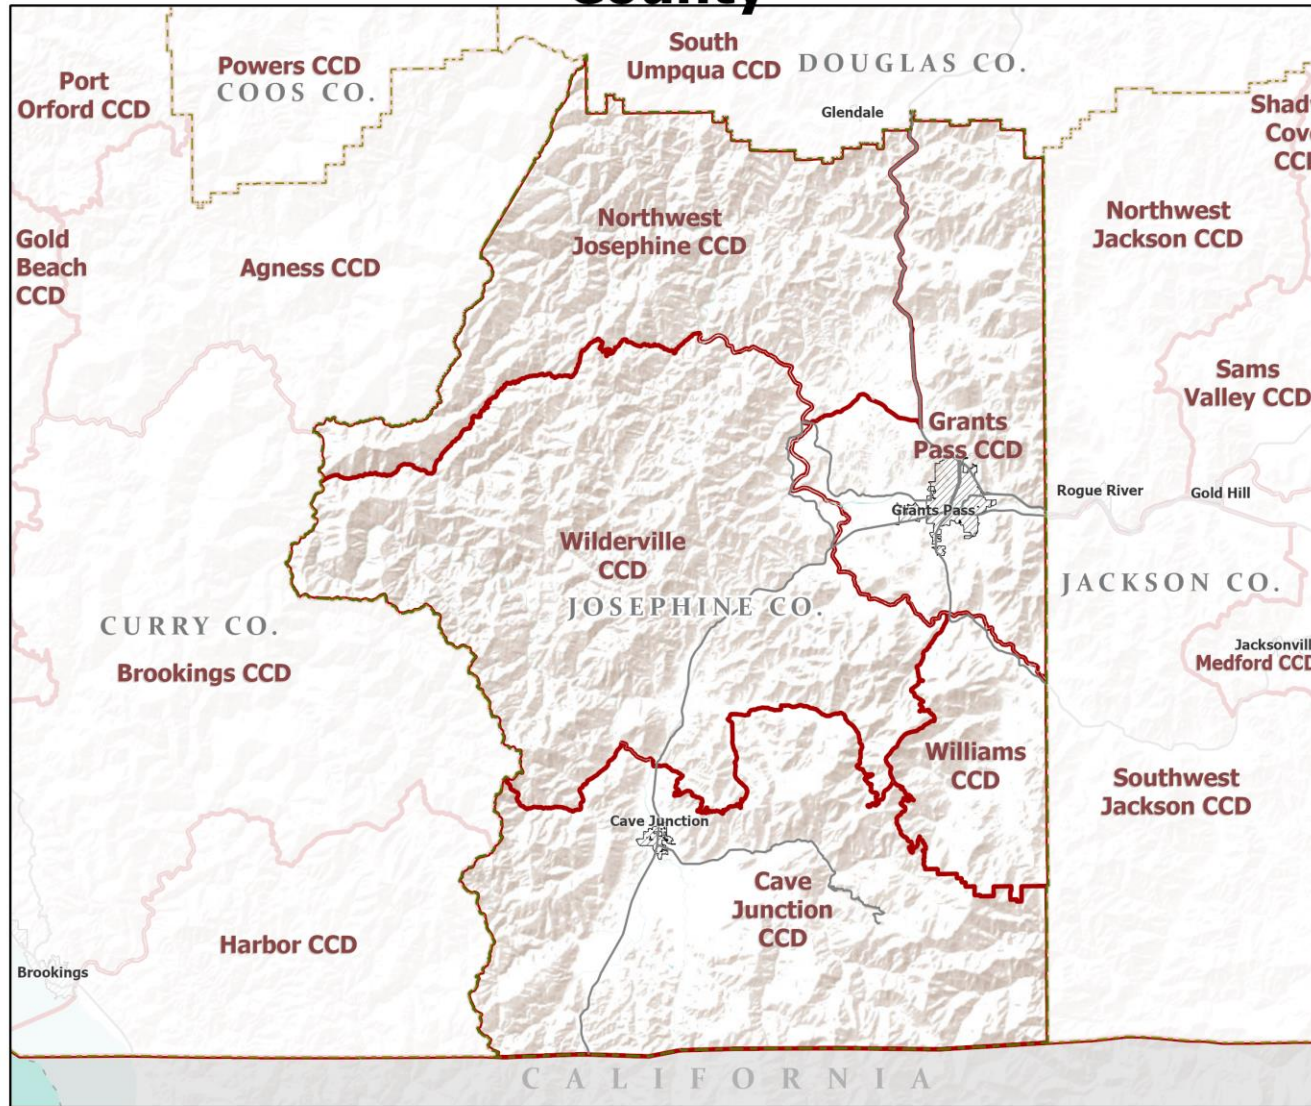 County
South
Umpqua CCD
DOUGLAS CO.
Powers CCD
COOS CO.
Port
Orford CCD
Glendale
Cove
Northwest
Josephine CCD
Northwest
Jackson CCD
Gold
Beach
CCD
Agness CCD
Sams
Valley CCD
Grants
Pass CCD
Rogue River
Gold Hill
Grants Pass
Wilderville
CCD
JOSEPHINE CO.
JACKSON CO.
CURRY CO.
Brookings CCD
Medford CCD
Williams
CCD
Southwest
Jackson CCD
Cave Junction
Cave
Junction
CCD
Harbor CCD
Brookings
CALIFORNIA